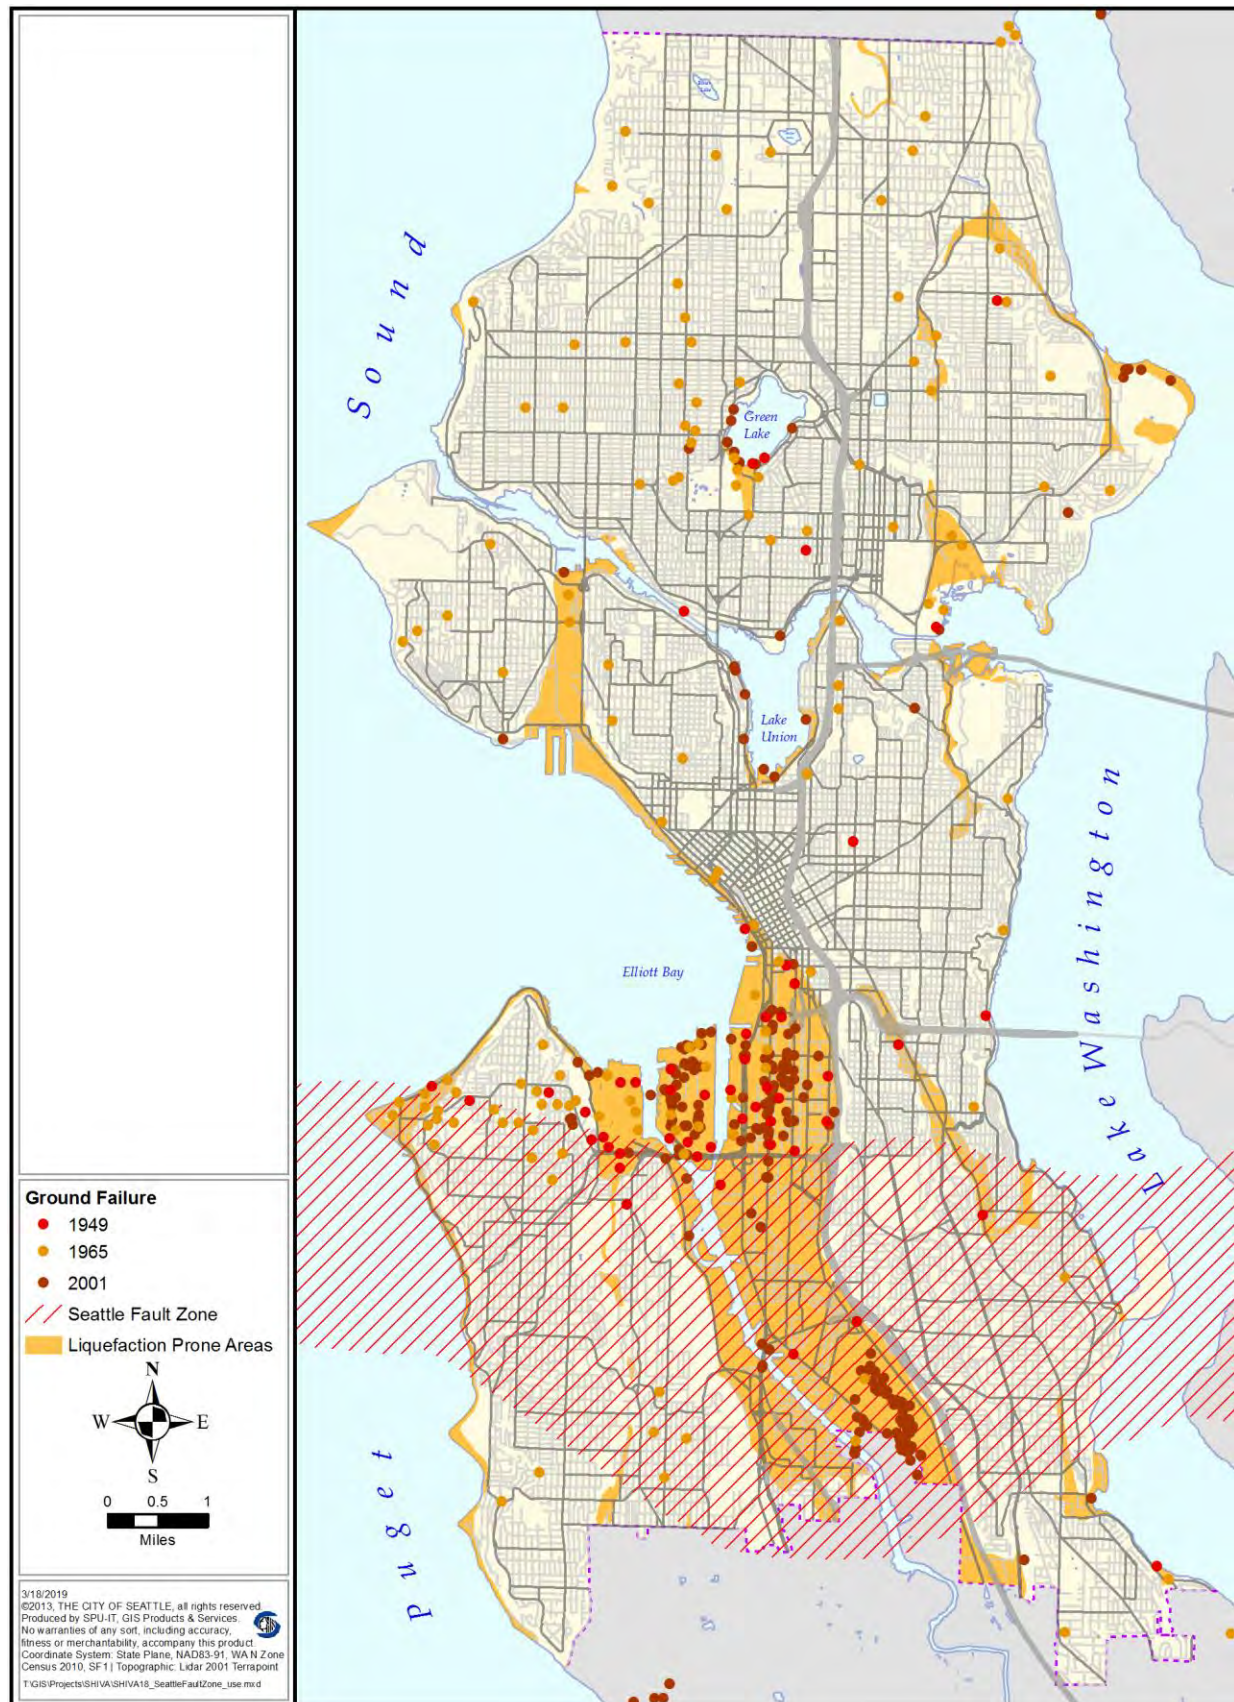 Sound
Green
Lake
Lake
Union
Lake Washington
Elliott Bay
Puget
Ground Failure
1949
1965
2001
Seattle Fault Zone
Liquefaction Prone Areas
N
W E
S
0 0.5 1
Miles
3/18/2019
©2013, THE CITY OF SEATTLE, all rights reserved.
Produced by SPU-IT, GIS Products & Services.
No warranties of any sort, including accuracy,
fitness or merchantability, accompany this product.
Coordinate System: State Plane, NAD83-91, WA N Zone
Census 2010, SF1 | Topographic: Lidar 2001 Terrapoint
T:\GIS\Projects\SHIVA\SHIVA18_SeattleFaultZone_use.mxd